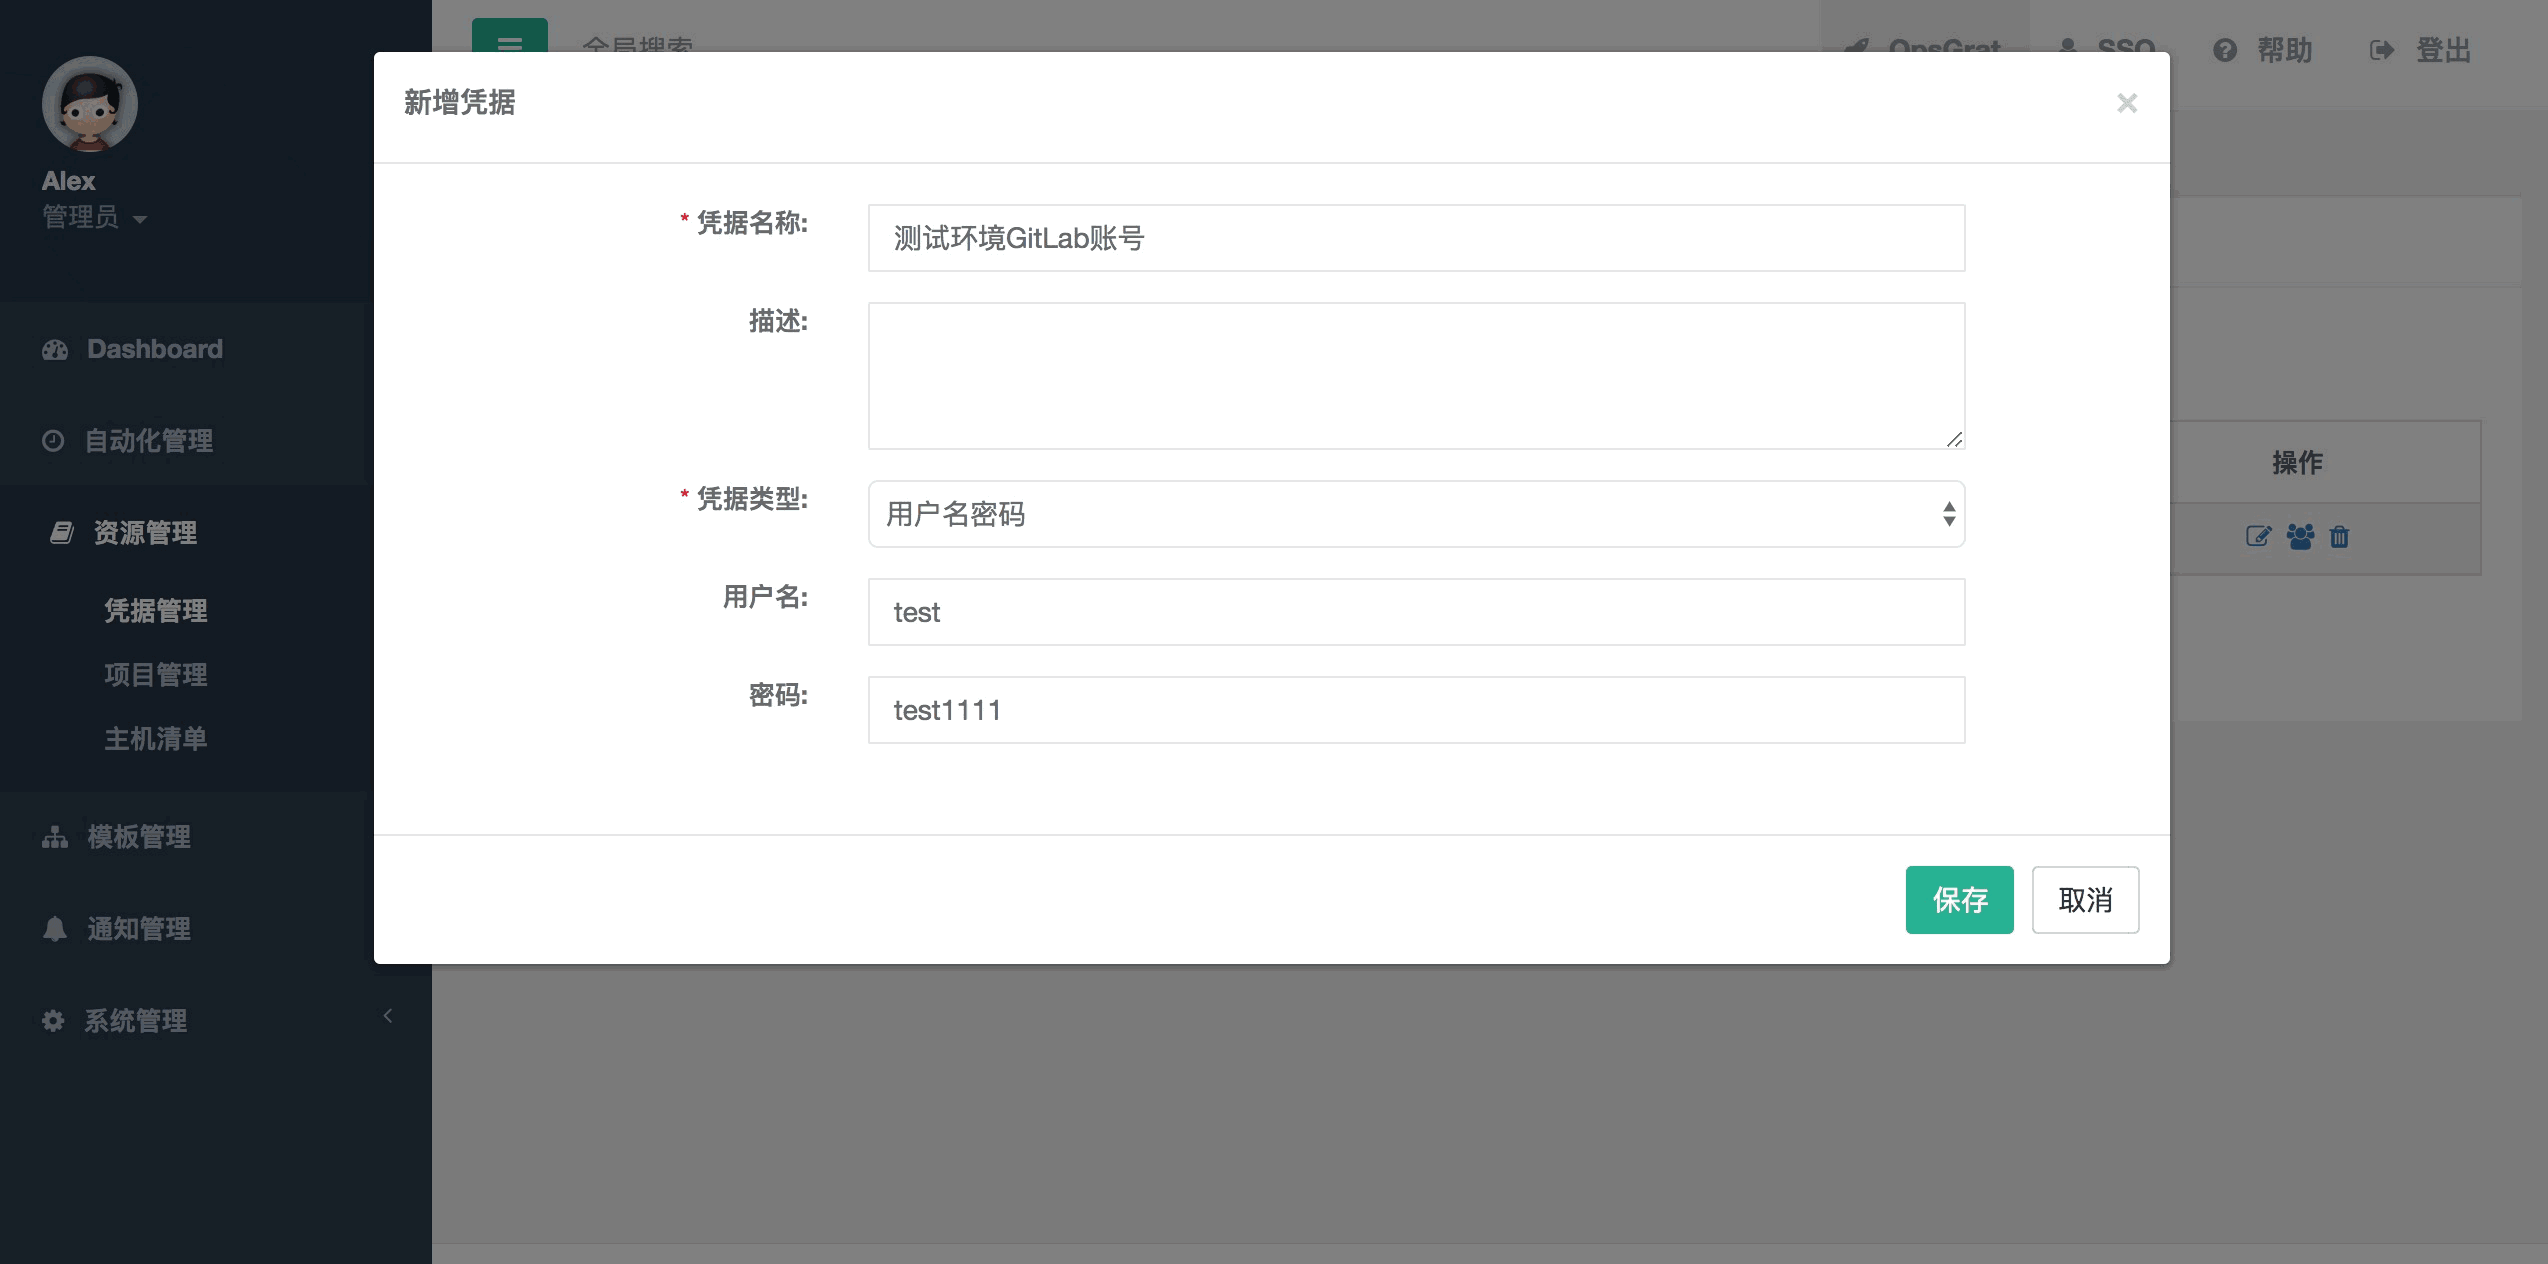 全局搜索
OpsGrat
SSO
帮助
登出
Alex
管理员
Dashboard
自动化管理
资源管理
凭据管理
项目管理
主机清单
模板管理
通知管理
系统管理
新增凭据
×
* 凭据名称:
测试环境GitLab账号
描述:
* 凭据类型:
用户名密码
用户名:
test
密码:
test1111
保存
取消
操作